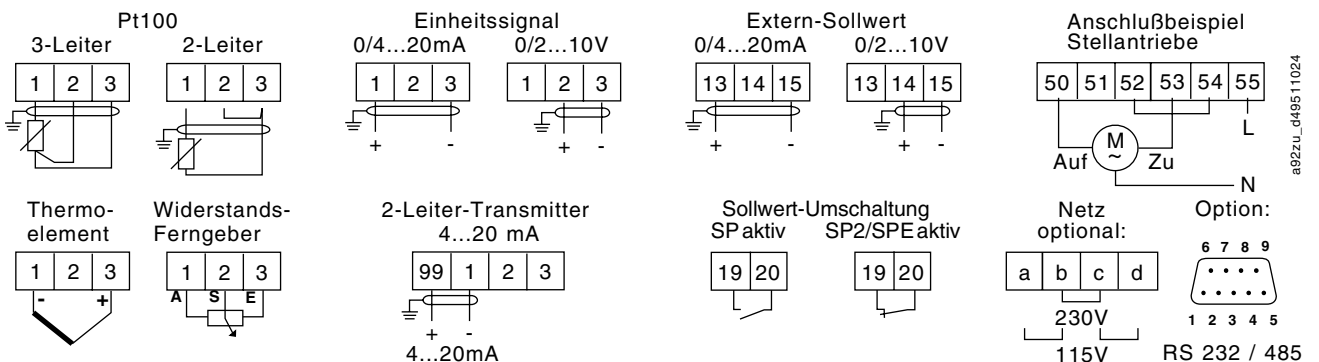 Pt100
3-Leiter
2-Leiter
1 2 3
1 2 3
Einheitssignal
0/4...20mA
0/2...10V
1 2 3
+ -
1 2 3
+ -
Extern-Sollwert
0/4...20mA
0/2...10V
13 14 15
+ -
13 14 15
+ -
Anschlußbeispiel
Stellantriebe
50 51 52 53 54 55
L
M
~
Auf
Zu
N
a92zu_d49511024
Thermo-
element
1 2 3
- +
Widerstands-
Ferngeber
1 2 3
A S E
2-Leiter-Transmitter
4...20 mA
99 1 2 3
+ -
4...20mA
Sollwert-Umschaltung
SP aktiv
SP2/SPE aktiv
19 20
19 20
Netz
optional:
a b c d
230V
115V
Option:
6 7 8 9
1 2 3 4 5
RS 232 / 485